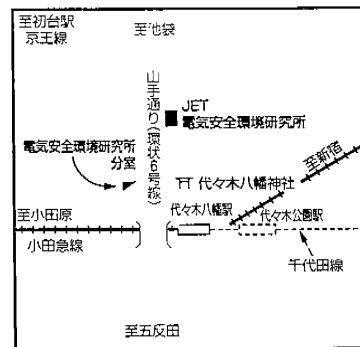 至初台駅
京王線
至池袋
山手通り(環状6号線)
JET
電気安全環境研究所
電気安全環境研究所
分室
至新宿
代々木八幡神社
代々木八幡駅
代々木公園駅
至小田原
小田急線
千代田線
至五反田